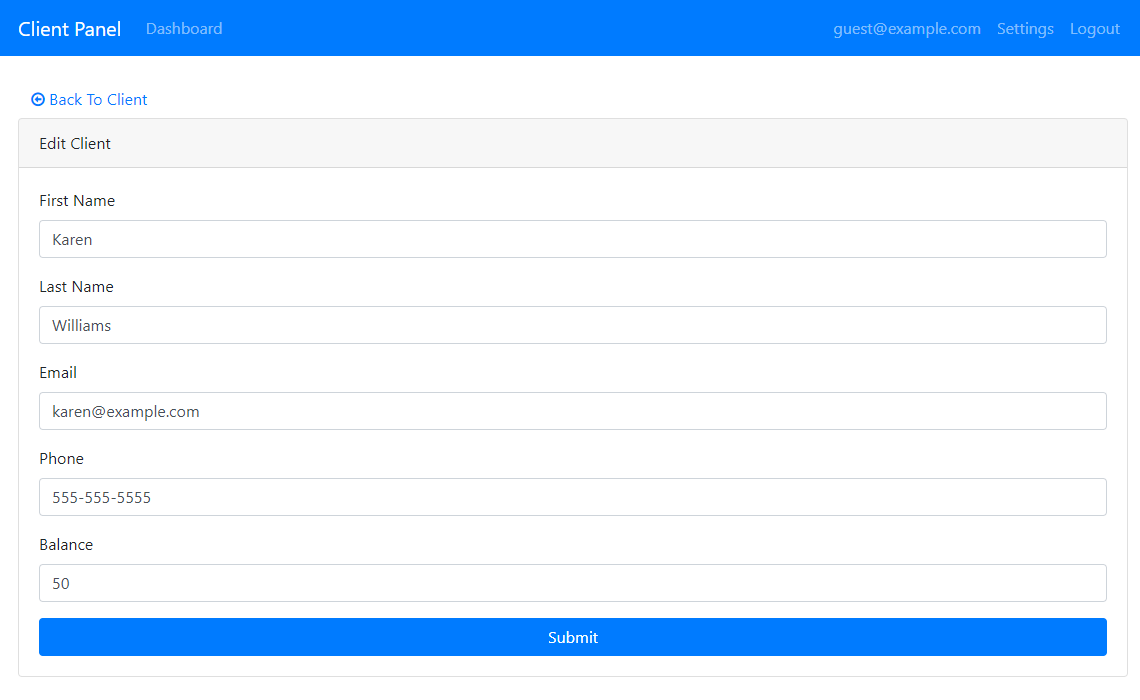 Client Panel Dashboard guest@example.com Settings Logout
Back To Client
Edit Client
First Name
Karen
Last Name
Williams
Email
karen@example.com
Phone
555-555-5555
Balance
50
Submit